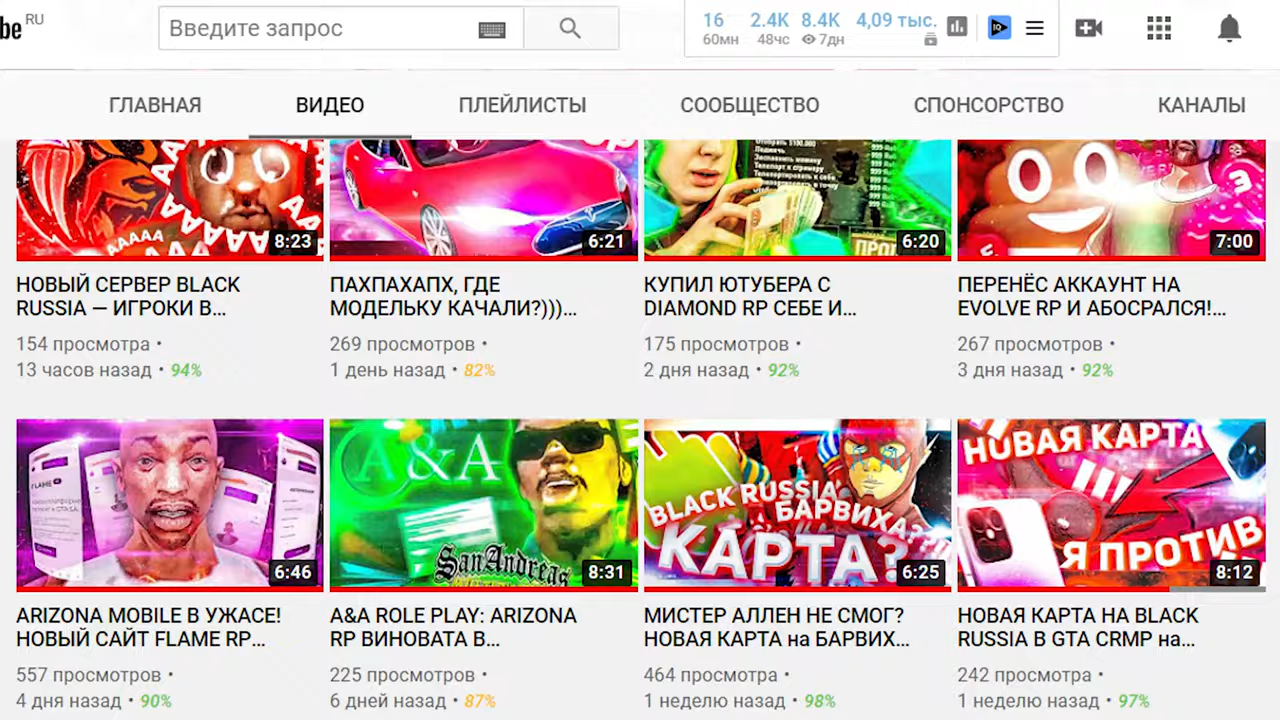 be RU
Введите запрос
16 2.4K 8.4K 4,09 тыс.
60мн 48чс 7дн
ГЛАВНАЯ ВИДЕО ПЛЕЙЛИСТЫ СООБЩЕСТВО СПОНСОРСТВО КАНАЛЫ
ААААА
8:23 6:21 6:20 7:00
НОВЫЙ СЕРВЕР BLACK
RUSSIA — ИГРОКИ В...
154 просмотра •
13 часов назад • 94%
ПАХПАХАПХ, ГДЕ
МОДЕЛЬКУ КАЧАЛИ?)))...
269 просмотров •
1 день назад • 82%
КУПИЛ ЮТУБЕРА С
DIAMOND RP СЕБЕ И...
175 просмотров •
2 дня назад • 92%
ПЕРЕНЁС АККАУНТ НА
EVOLVE RP И АБОСРАЛСЯ!...
267 просмотров •
3 дня назад • 92%
FLAME
6:46
A&A
SanAndreas
8:31
BLACK RUSSIA
БАРВИХА?
КАРТА?
6:25
НОВАЯ КАРТА
Я ПРОТИВ
8:12
ARIZONA MOBILE В УЖАСЕ!
НОВЫЙ САЙТ FLAME RP...
557 просмотров •
4 дня назад • 90%
A&A ROLE PLAY: ARIZONA
RP ВИНОВАТА В...
225 просмотров •
6 дней назад • 87%
МИСТЕР АЛЛЕН НЕ СМОГ?
НОВАЯ КАРТА на БАРВИХ...
464 просмотра •
1 неделю назад • 98%
НОВАЯ КАРТА НА BLACK
RUSSIA В GTA CRMP на...
242 просмотра •
1 неделю назад • 97%